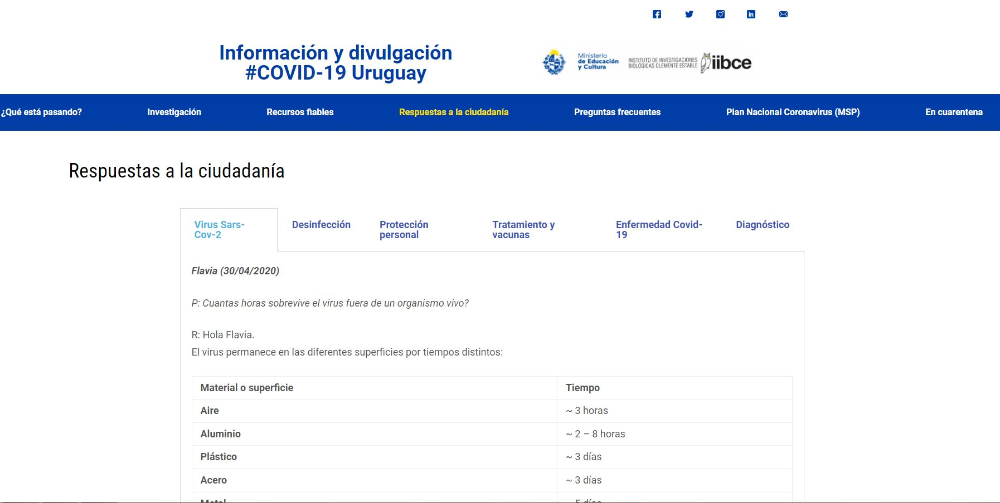 Información y divulgación
#COVID-19 Uruguay
Ministerio
de Educación
y Cultura
INSTITUTO DE INVESTIGACIONES
BIOLÓGICAS CLEMENTE ESTABLE
iibce
¿Qué está pasando? Investigación Recursos fiables Respuestas a la ciudadanía Preguntas frecuentes Plan Nacional Coronavirus (MSP) En cuarentena
Respuestas a la ciudadanía
Virus Sars-
Cov-2
Desinfección
Protección
personal
Tratamiento y
vacunas
Enfermedad Covid-
19
Diagnóstico
Flavia (30/04/2020)
P: Cuantas horas sobrevive el virus fuera de un organismo vivo?
R: Hola Flavia.
El virus permanece en las diferentes superficies por tiempos distintos:
Material o superficie Tiempo
Aire ~ 3 horas
Aluminio ~ 2 – 8 horas
Plástico ~ 3 días
Acero ~ 3 días
Metal ~ 5 días